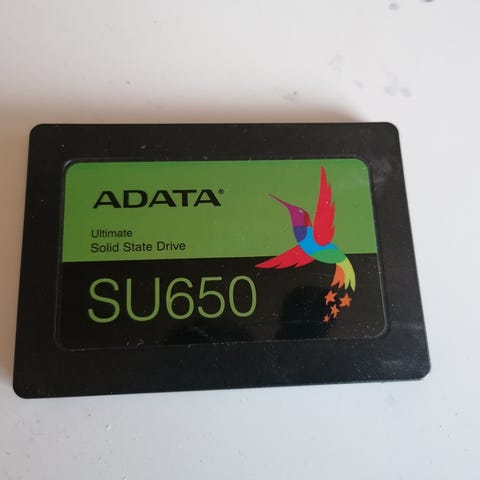 ADATA®
Ultimate
Solid State Drive
SU650